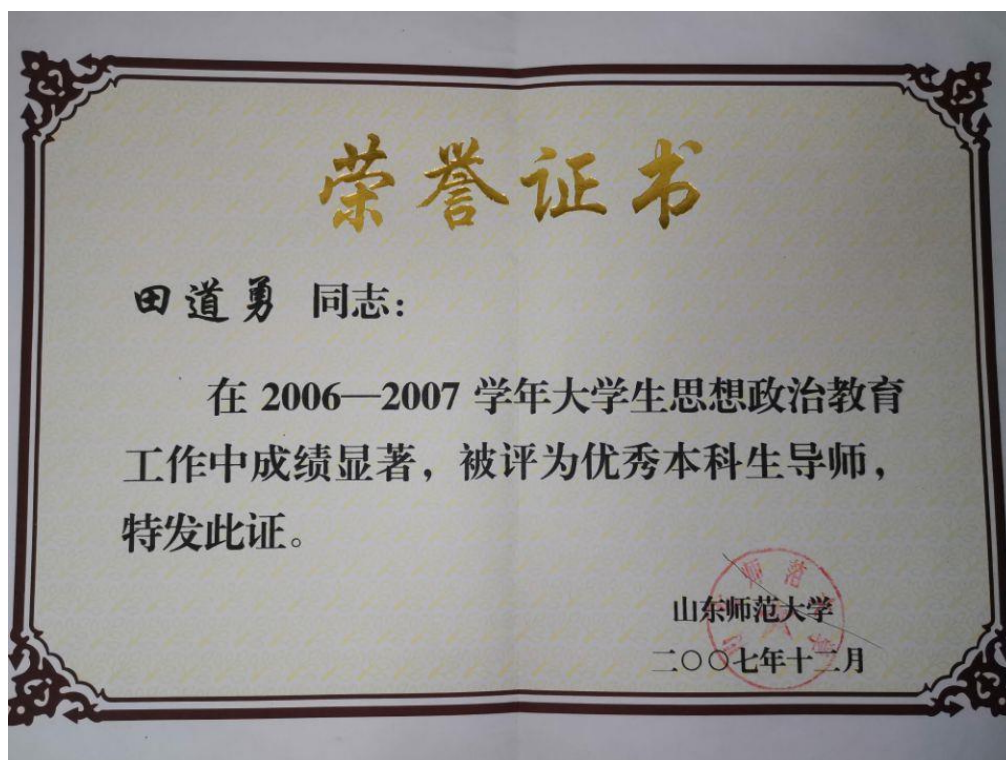 荣誉证书
田道勇 同志：
在 2006—2007 学年大学生思想政治教育
工作中成绩显著，被评为优秀本科生导师，
特发此证。
山东师范大学
二〇〇七年十二月